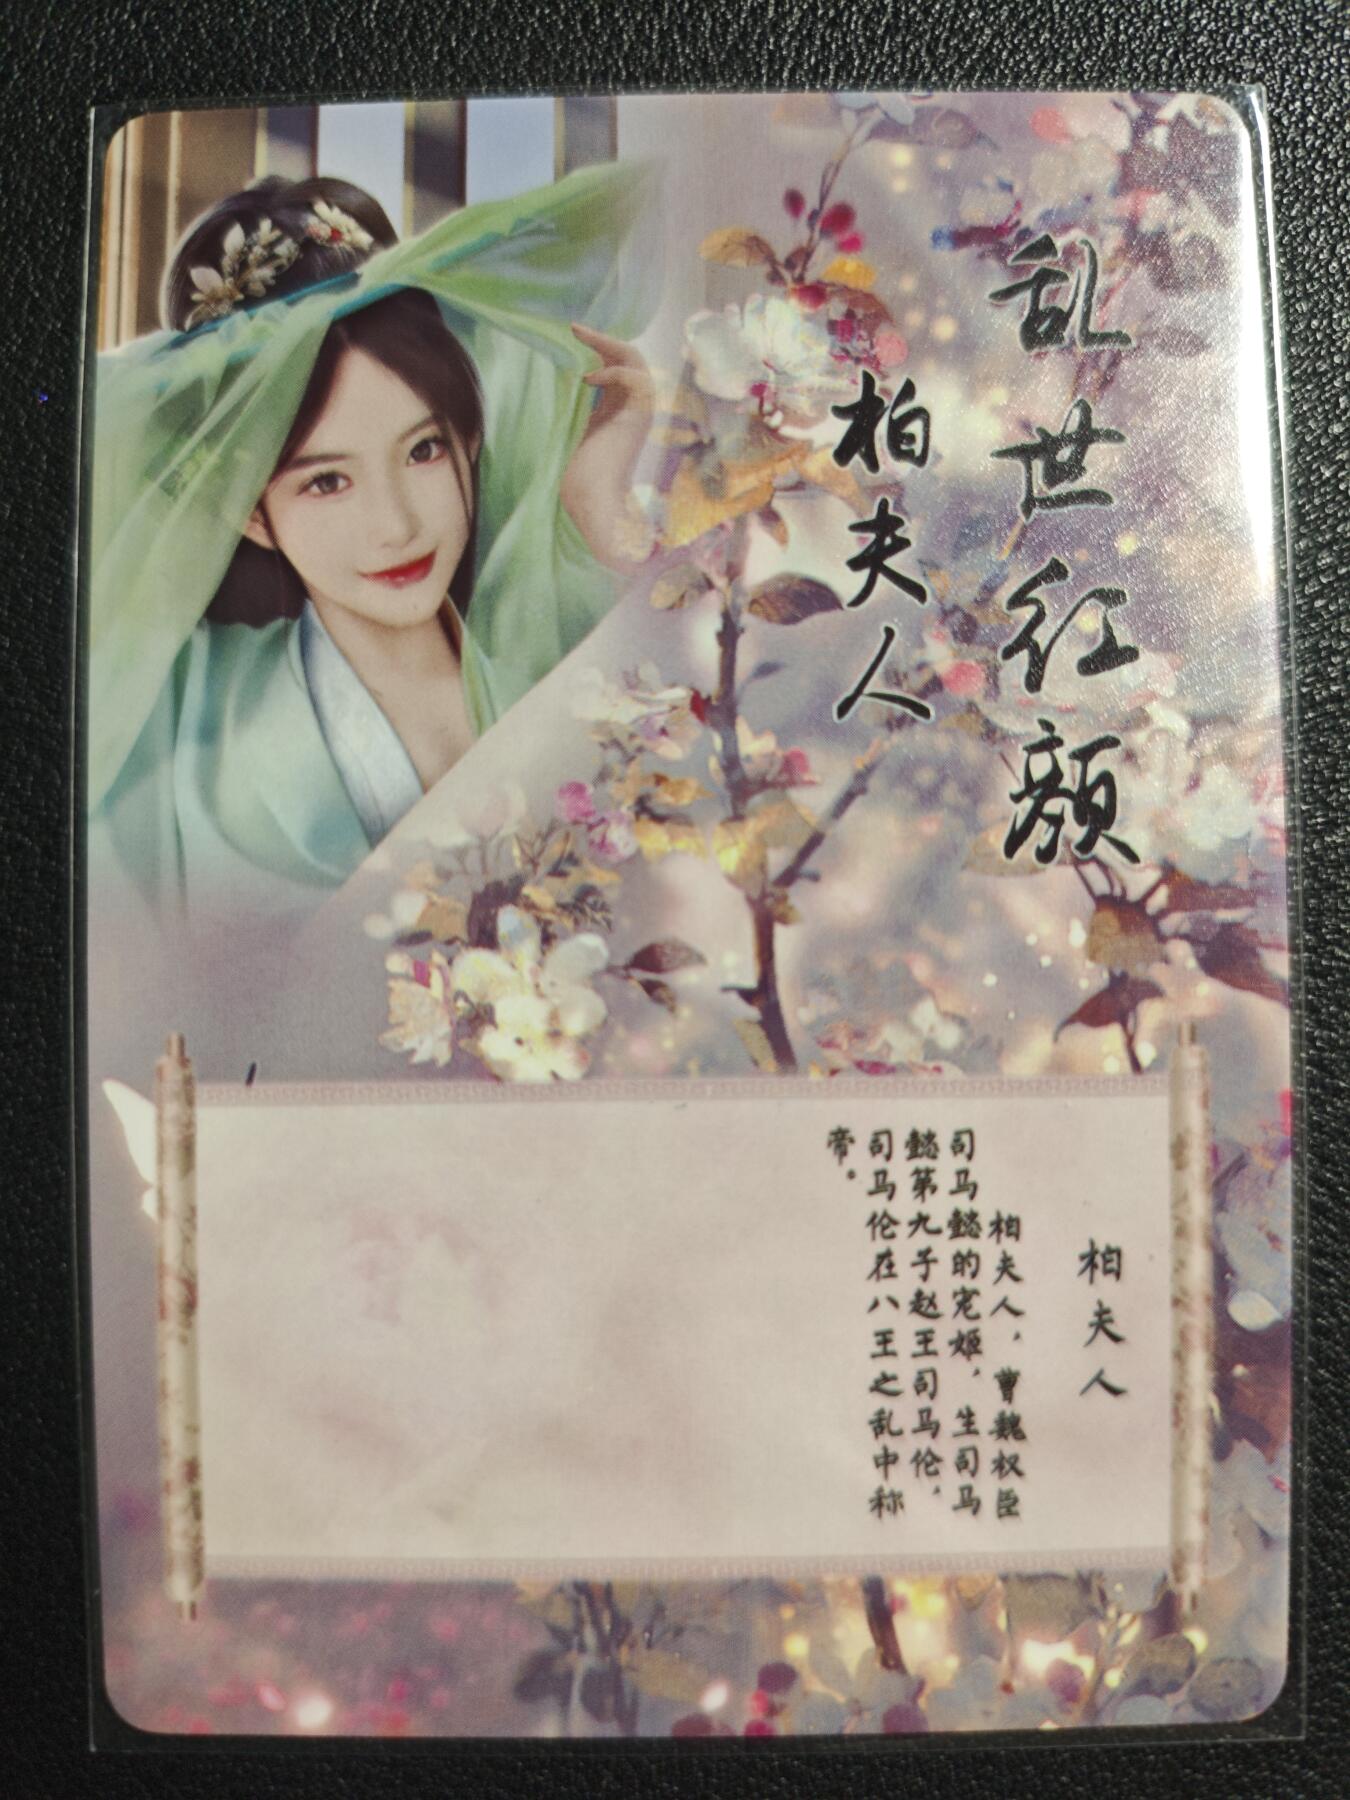 乱世红颜
柏夫人
柏夫人
柏夫人，曹魏权臣
司马懿的宠姬，生司马
懿第九子赵王司马伦，
司马伦在八王之乱中称
帝。